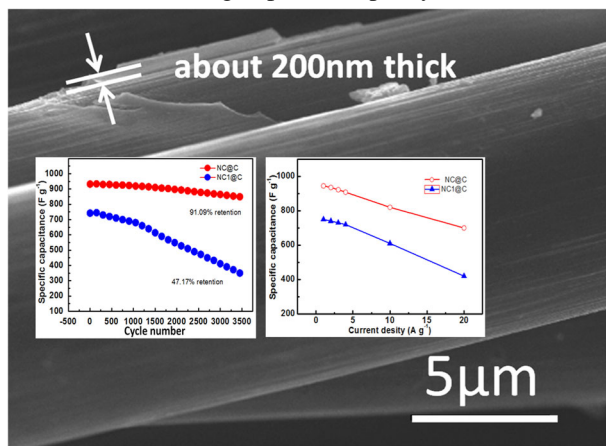 about 200nm thick
Specific capacitance (F g⁻¹)
1000
900
800
700
600
500
400
300
200
100
NC@C
NC1@C
91.09% retention
47.17% retention
-500 0 500 1000 1500 2000 2500 3000 3500
Cycle number
Specific capacitance (F g⁻¹)
1000
800
600
400
200
NC@C
NC1@C
0 5 10 15 20
Current desity (A g⁻¹)
5μm